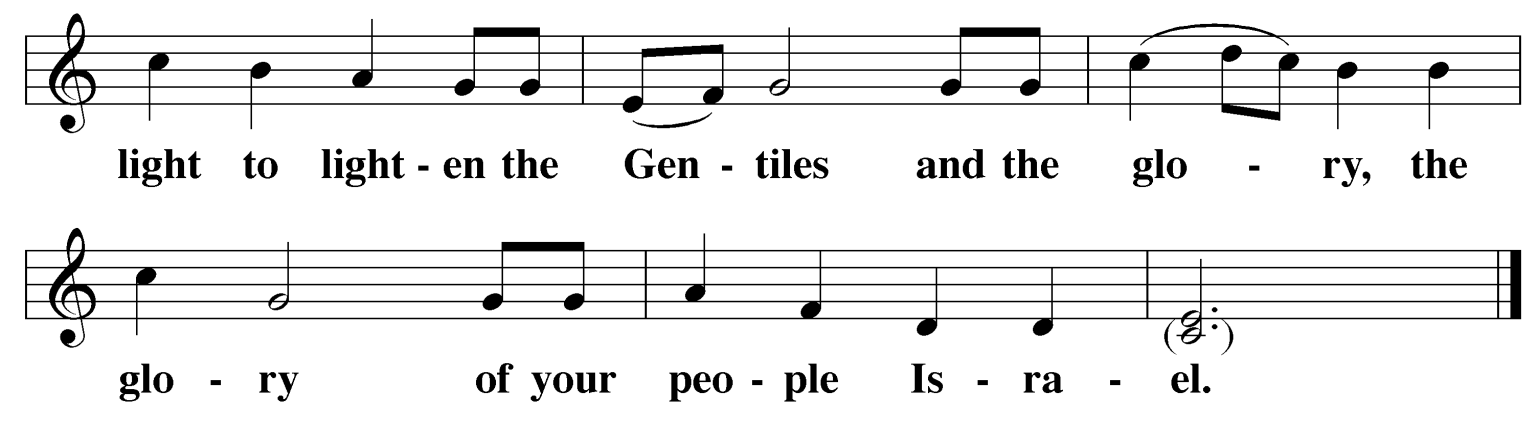 light to light - en the Gen - tiles and the glo - ry, the
glo - ry of your peo - ple Is - ra - el.